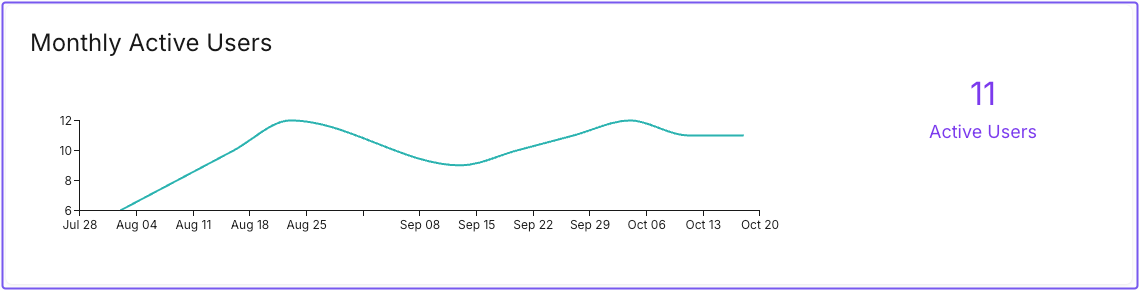 Monthly Active Users
11
Active Users
12
10
8
6
Jul 28 Aug 04 Aug 11 Aug 18 Aug 25 Sep 08 Sep 15 Sep 22 Sep 29 Oct 06 Oct 13 Oct 20